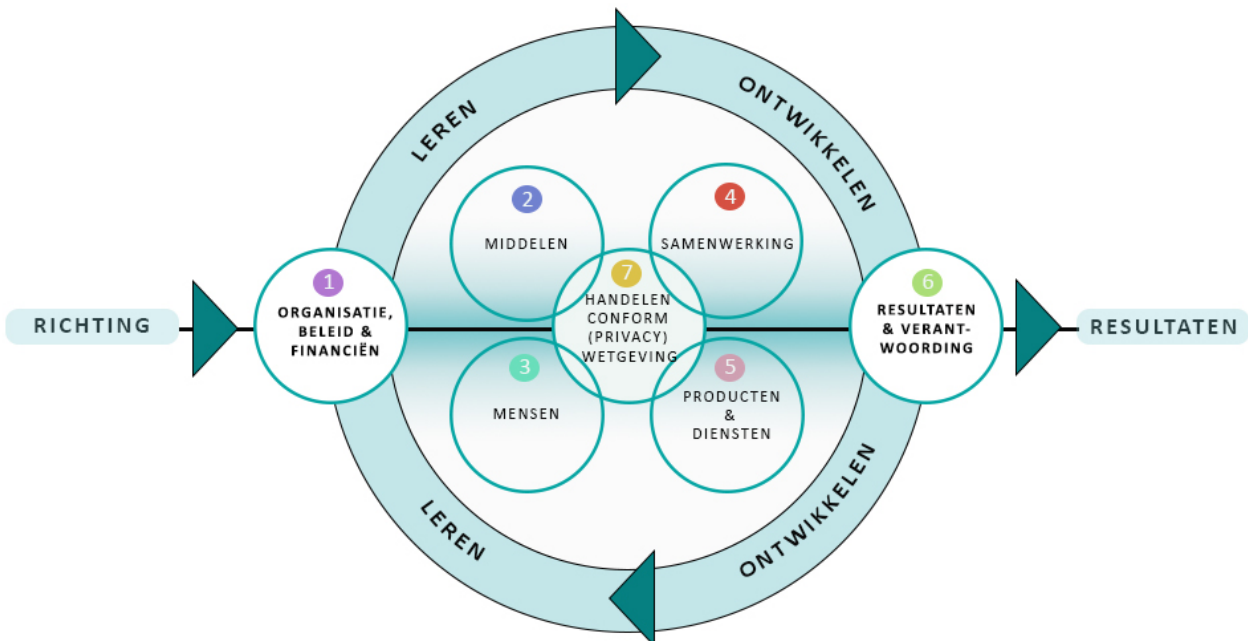 LEREN
ONTWIKKELEN
RICHTING
1
ORGANISATIE,
BELEID &
FINANCIËN
2
MIDDELEN
3
MENSEN
4
SAMENWERKING
5
PRODUCTEN
&
DIENSTEN
7
HANDELEN
CONFORM
(PRIVACY)
WETGEVING
6
RESULTATEN
& VERANT-
WOORDING
RESULTATEN
LEREN
ONTWIKKELEN